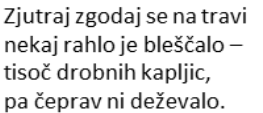 Zjutraj zgodaj se na travi
nekaj rahlo je bleščalo –
tisoč drobnih kapljic,
pa čeprav ni deževalo.